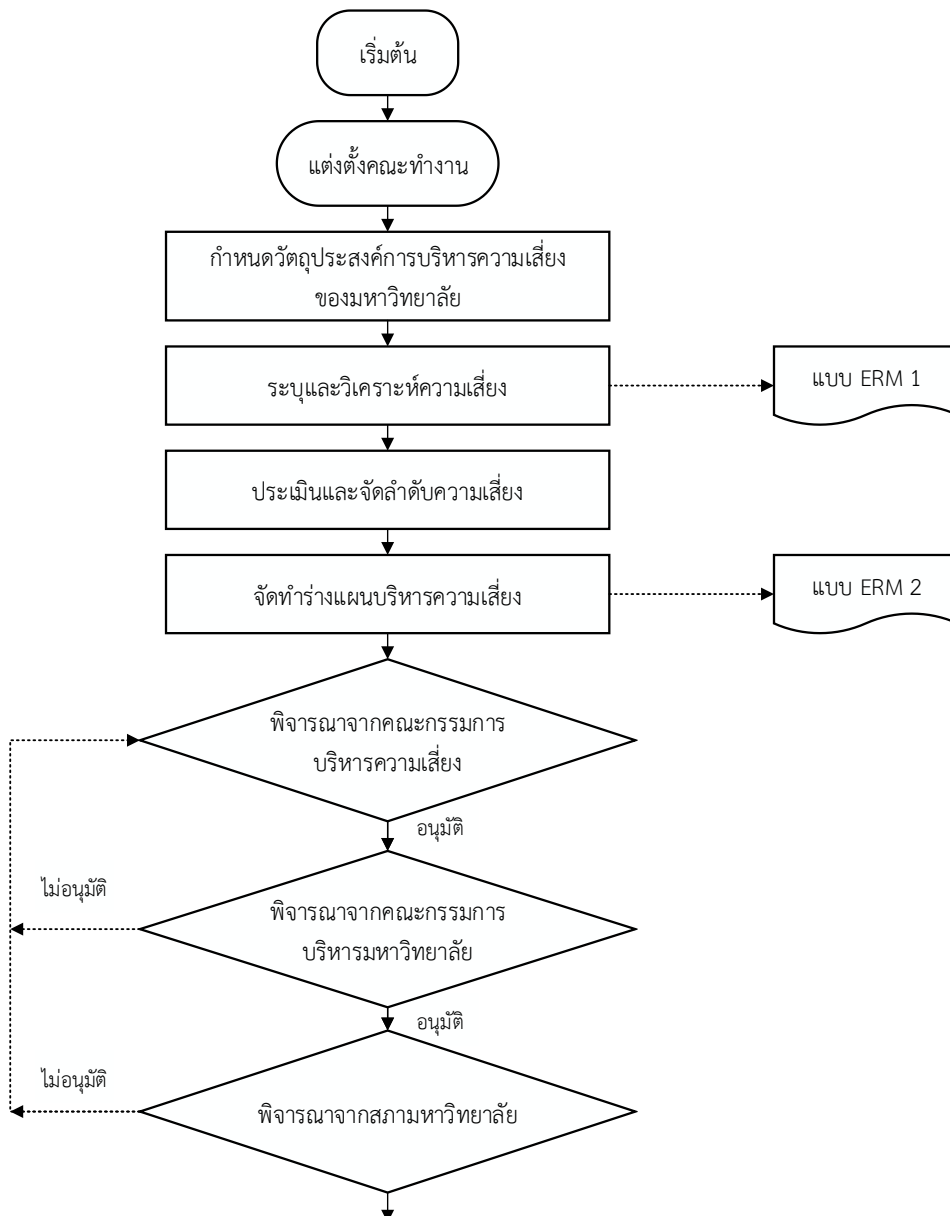 เริ่มต้น
แต่งตั้งคณะทำงาน
กำหนดวัตถุประสงค์การบริหารความเสี่ยง
ของมหาวิทยาลัย
ระบุและวิเคราะห์ความเสี่ยง
แบบ ERM 1
ประเมินและจัดลำดับความเสี่ยง
จัดทำร่างแผนบริหารความเสี่ยง
แบบ ERM 2
พิจารณาจากคณะกรรมการ
บริหารความเสี่ยง
อนุมัติ
ไม่อนุมัติ
พิจารณาจากคณะกรรมการ
บริหารมหาวิทยาลัย
อนุมัติ
ไม่อนุมัติ
พิจารณาจากสภามหาวิทยาลัย